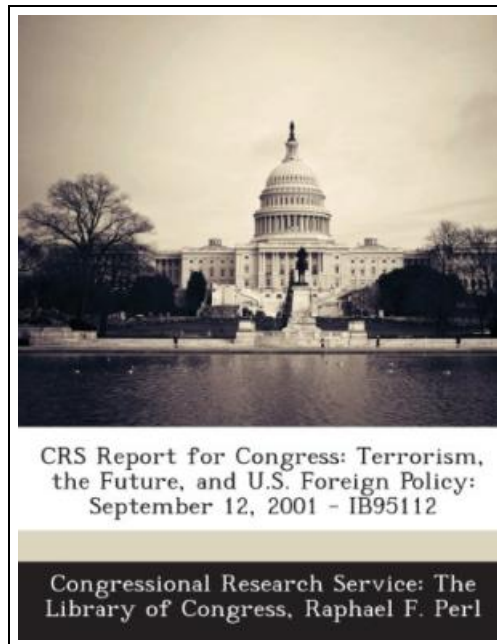 CRS Report for Congress: Terrorism,
the Future, and U.S. Foreign Policy:
September 12, 2001 - IB95112
Congressional Research Service: The
Library of Congress, Raphael F. Perl